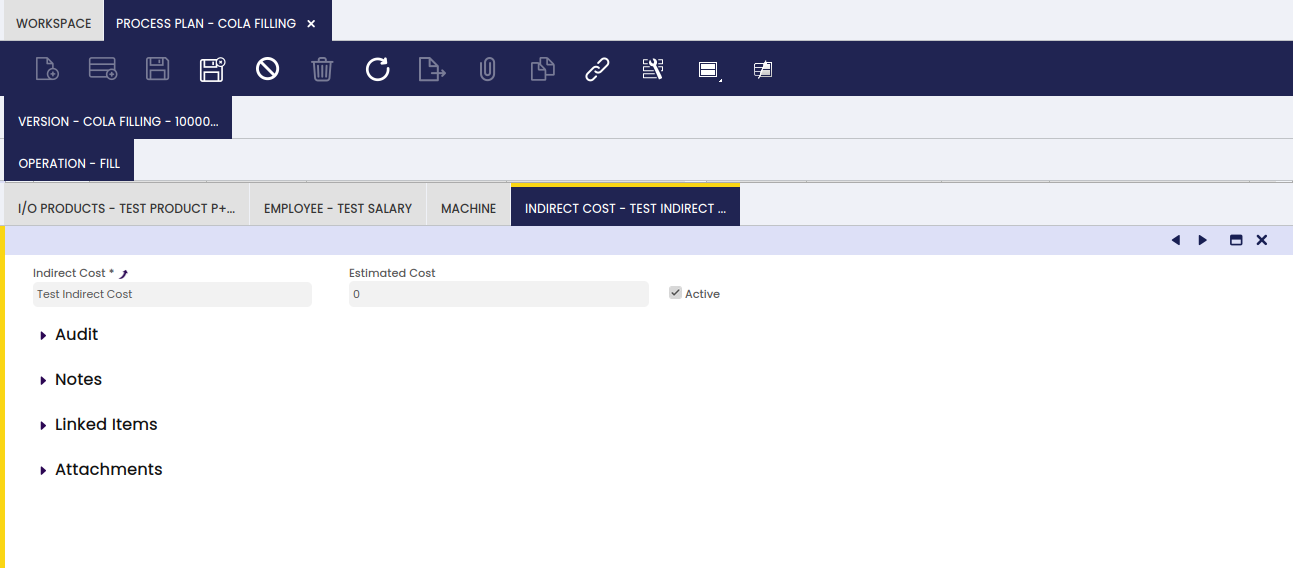 WORKSPACE PROCESS PLAN - COLA FILLING
VERSION - COLA FILLING - 10000...
OPERATION - FILL
I/O PRODUCTS - TEST PRODUCT P+... EMPLOYEE - TEST SALARY MACHINE INDIRECT COST - TEST INDIRECT ...
Indirect Cost * Estimated Cost
Test Indirect Cost 0 Active
Audit
Notes
Linked Items
Attachments